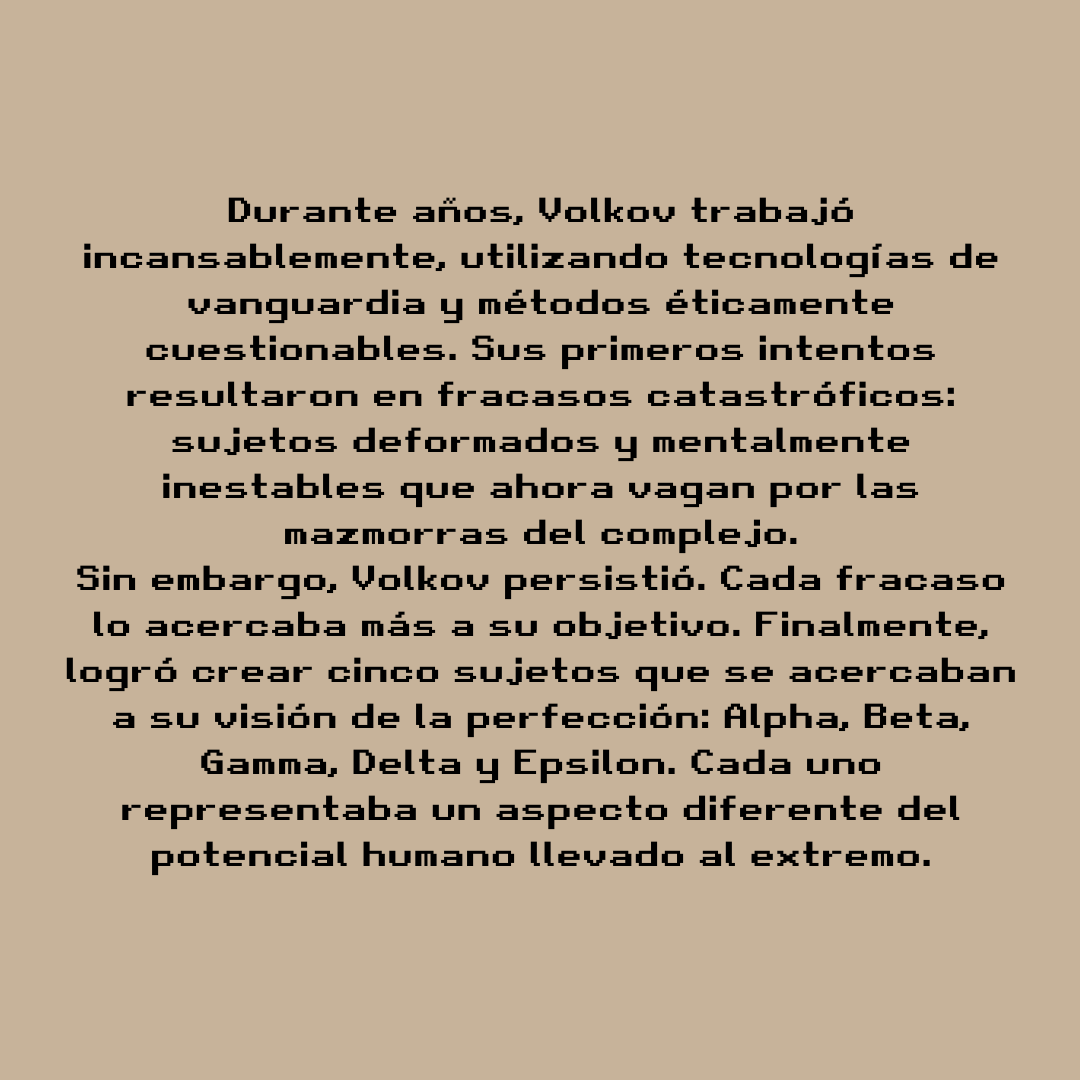 Durante años, Volkov trabajó
incansablemente, utilizando tecnologías de
vanguardia y métodos éticamente
cuestionables. Sus primeros intentos
resultaron en fracasos catastróficos:
sujetos deformados y mentalmente
inestables que ahora vagan por las
mazmorras del complejo.
Sin embargo, Volkov persistió. Cada fracaso
lo acercaba más a su objetivo. Finalmente,
logró crear cinco sujetos que se acercaban
a su visión de la perfección: Alpha, Beta,
Gamma, Delta y Epsilon. Cada uno
representaba un aspecto diferente del
potencial humano llevado al extremo.